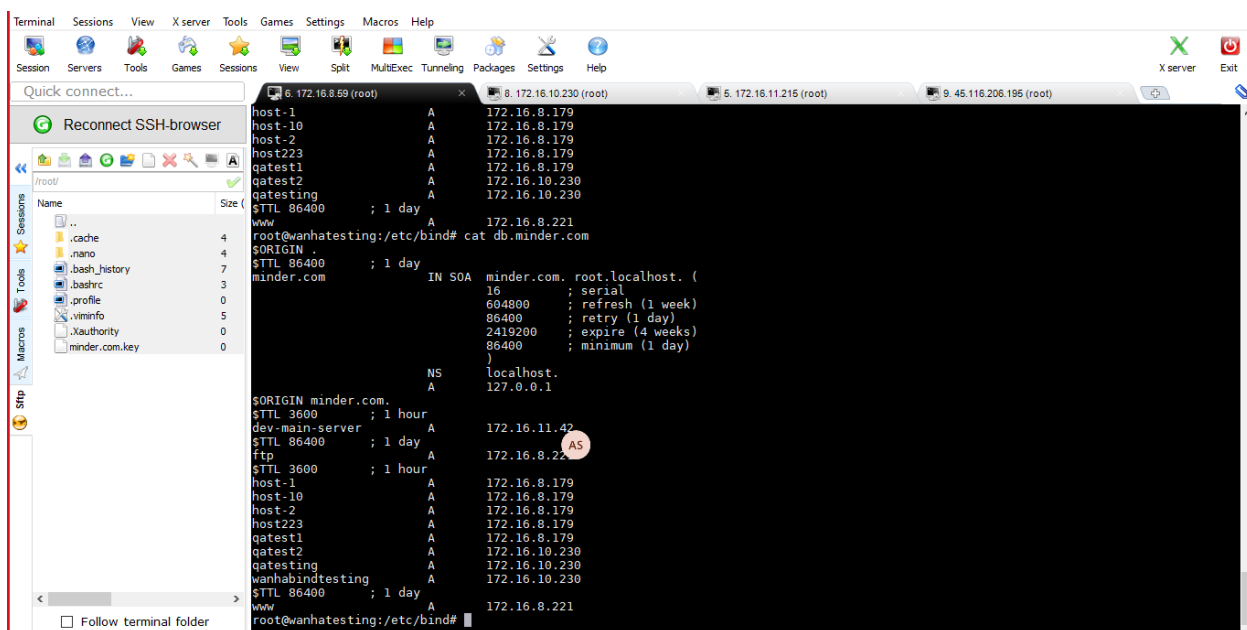 Terminal Sessions View X server Tools Games Settings Macros Help
Session Servers Tools Games Sessions View Split MultiExec Tunneling Packages Settings Help X server Exit
Quick connect...
6. 172.16.8.59 (root) 8. 172.16.10.230 (root) 5. 172.16.11.215 (root) 9. 45.116.206.195 (root)
Reconnect SSH-browser
/root/
Name Size (
..
.cache 4
.nano 4
.bash_history 7
.bashrc 3
.profile 0
.viminfo 5
.Xauthority 0
minder.com.key 0
Sessions
Tools
Macros
Sftp
Follow terminal folder
host-1 A 172.16.8.179
host-10 A 172.16.8.179
host-2 A 172.16.8.179
host223 A 172.16.8.179
qatest1 A 172.16.8.179
qatest2 A 172.16.10.230
qatesting A 172.16.10.230
$TTL 86400 ; 1 day
www A 172.16.8.221
root@wanhatesting:/etc/bind# cat db.minder.com
$ORIGIN .
$TTL 86400 ; 1 day
minder.com IN SOA minder.com. root.localhost. (
16 ; serial
604800 ; refresh (1 week)
86400 ; retry (1 day)
2419200 ; expire (4 weeks)
86400 ; minimum (1 day)
)
NS localhost.
A 127.0.0.1
$ORIGIN minder.com.
$TTL 3600 ; 1 hour
dev-main-server A 172.16.11.42
$TTL 86400 ; 1 day
AS
ftp A
$TTL 3600 ; 1 hour
host-1 A 172.16.8.179
host-10 A 172.16.8.179
host-2 A 172.16.8.179
host223 A 172.16.8.179
qatest1 A 172.16.8.179
qatest2 A 172.16.10.230
qatesting A 172.16.10.230
wanhabindtesting A 172.16.10.230
$TTL 86400 ; 1 day
www A 172.16.8.221
root@wanhatesting:/etc/bind#